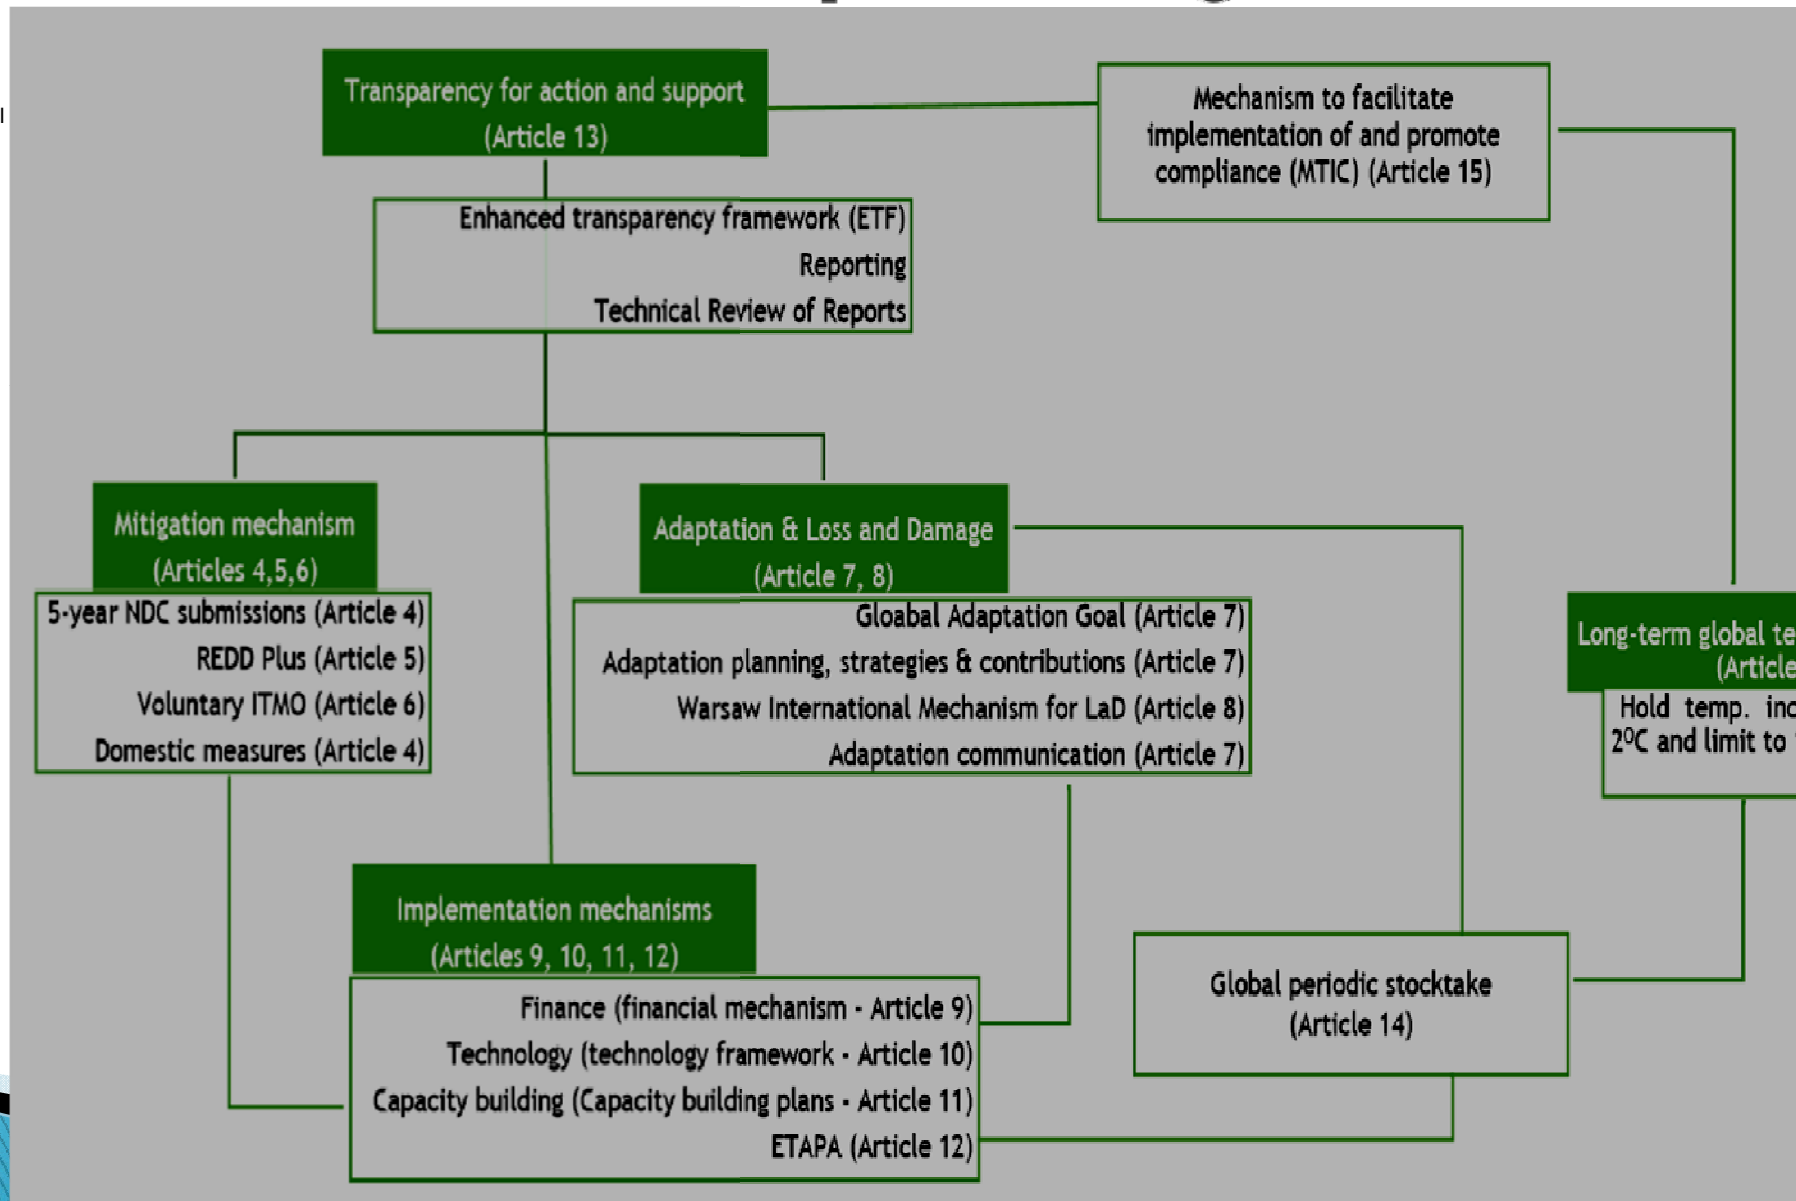 Transparency for action and support
(Article 13)
Mechanism to facilitate
implementation of and promote
compliance (MTIC) (Article 15)
Enhanced transparency framework (ETF)
Reporting
Technical Review of Reports
Mitigation mechanism
(Articles 4,5,6)
5-year NDC submissions (Article 4)
REDD Plus (Article 5)
Voluntary ITMO (Article 6)
Domestic measures (Article 4)
Adaptation & Loss and Damage
(Article 7, 8)
Gloabal Adaptation Goal (Article 7)
Adaptation planning, strategies & contributions (Article 7)
Warsaw International Mechanism for LaD (Article 8)
Adaptation communication (Article 7)
Long-term global
(Article
Hold temp.
2⁰C and limit to
Implementation mechanisms
(Articles 9, 10, 11, 12)
Finance (financial mechanism - Article 9)
Technology (technology framework - Article 10)
Capacity building (Capacity building plans - Article 11)
ETAPA (Article 12)
Global periodic stocktake
(Article 14)